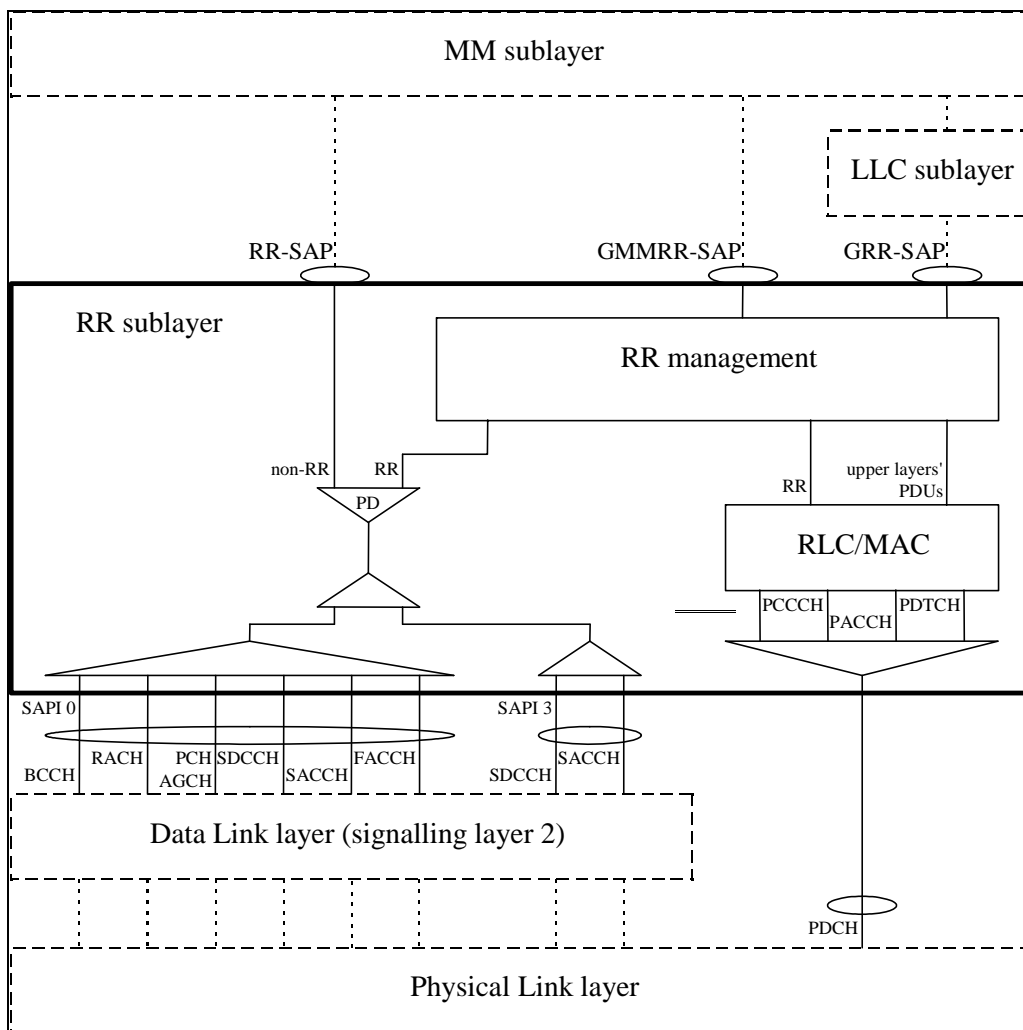 MM sublayer
LLC sublayer
RR-SAP
GMMRR-SAP
GRR-SAP
RR sublayer
RR management
non-RR
RR
PD
RR
upper layers'
PDUs
RLC/MAC
PCCCH
PACCH
PDTCH
SAPI 0
SAPI 3
BCCH
RACH
PCH
AGCH
SDCCH
SACCH
FACCH
SDCCH
SACCH
Data Link layer (signalling layer 2)
PDCH
Physical Link layer